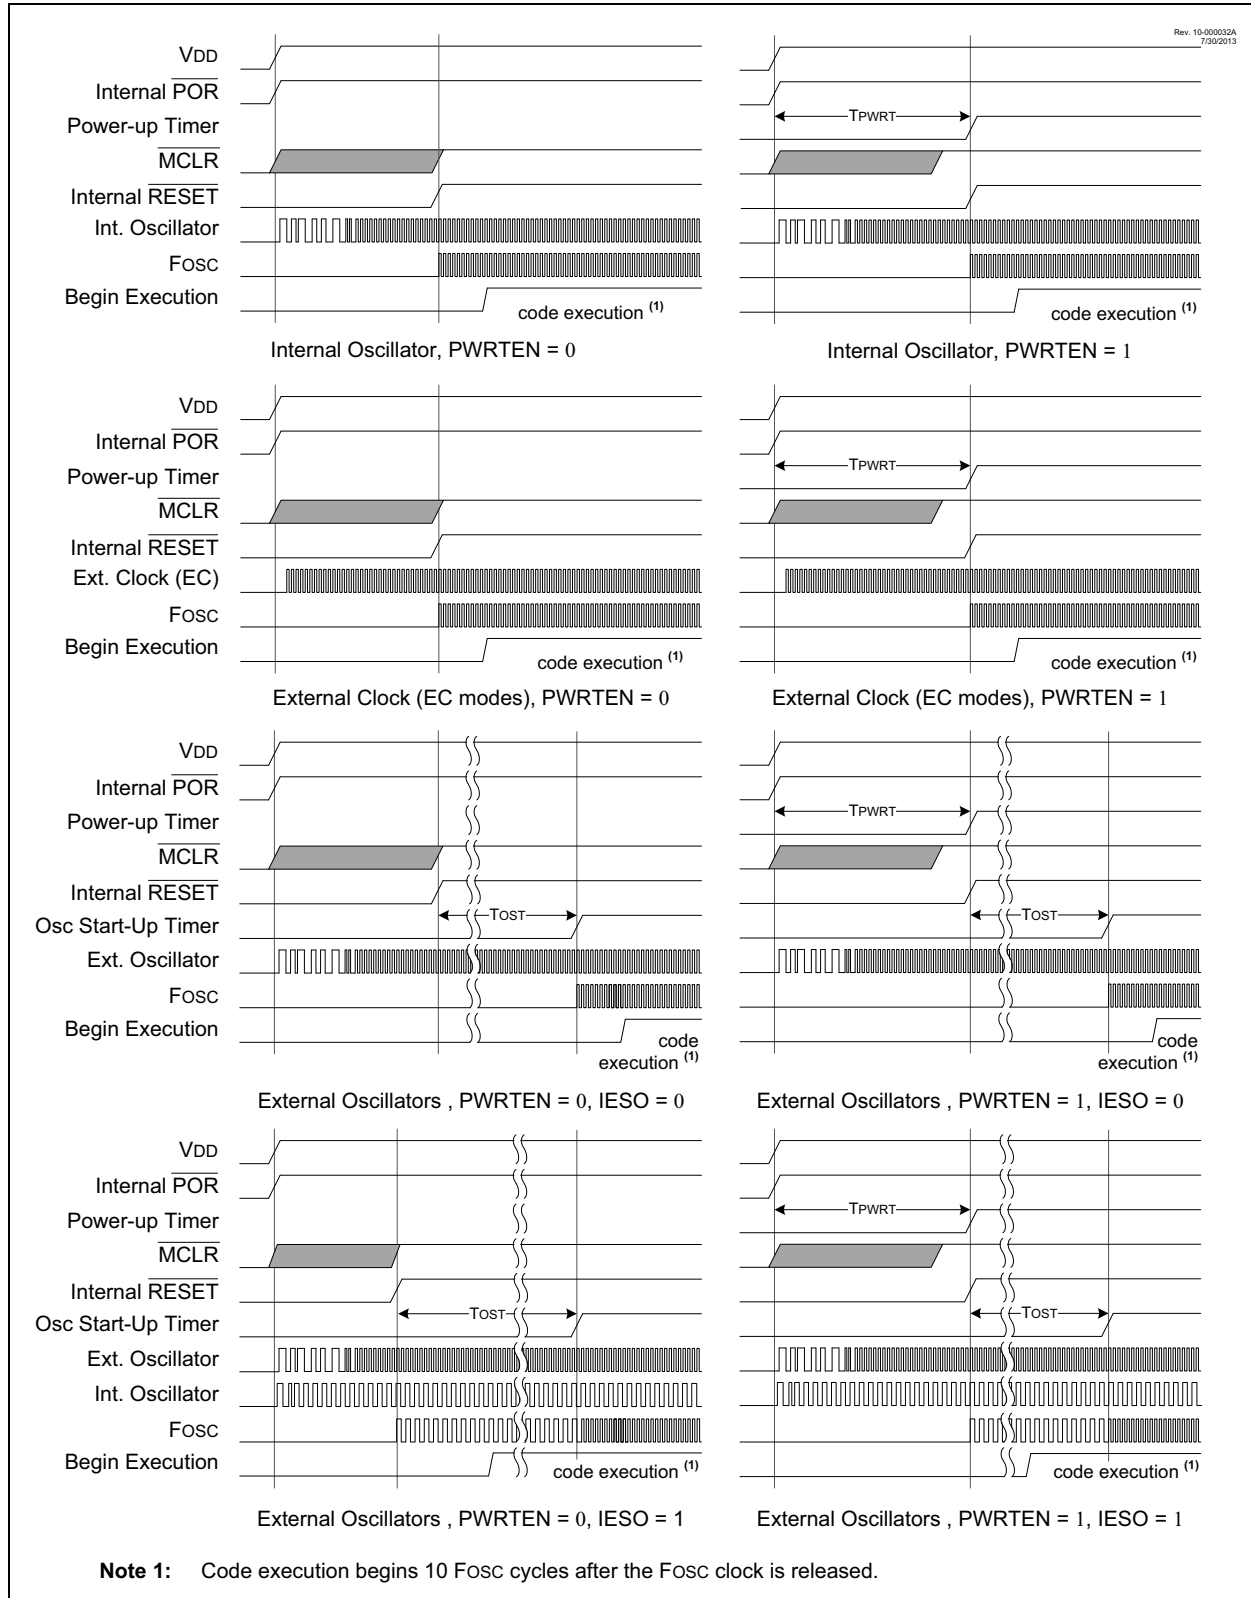 Rev. 10-000032A
7/30/2013
VDD
Internal POR
Power-up Timer
MCLR
Internal RESET
Int. Oscillator
FOSC
Begin Execution
code execution (1)
Internal Oscillator, PWRTEN = 0
TPWRT
code execution (1)
Internal Oscillator, PWRTEN = 1
VDD
Internal POR
Power-up Timer
MCLR
Internal RESET
Ext. Clock (EC)
FOSC
Begin Execution
code execution (1)
External Clock (EC modes), PWRTEN = 0
TPWRT
code execution (1)
External Clock (EC modes), PWRTEN = 1
VDD
Internal POR
Power-up Timer
MCLR
Internal RESET
Osc Start-Up Timer
Ext. Oscillator
FOSC
Begin Execution
TOST
code
execution (1)
External Oscillators , PWRTEN = 0, IESO = 0
TPWRT
TOST
code
execution (1)
External Oscillators , PWRTEN = 1, IESO = 0
VDD
Internal POR
Power-up Timer
MCLR
Internal RESET
Osc Start-Up Timer
Ext. Oscillator
Int. Oscillator
FOSC
Begin Execution
TOST
code execution (1)
External Oscillators , PWRTEN = 0, IESO = 1
TPWRT
TOST
code execution (1)
External Oscillators , PWRTEN = 1, IESO = 1
Note 1: Code execution begins 10 FOSC cycles after the FOSC clock is released.